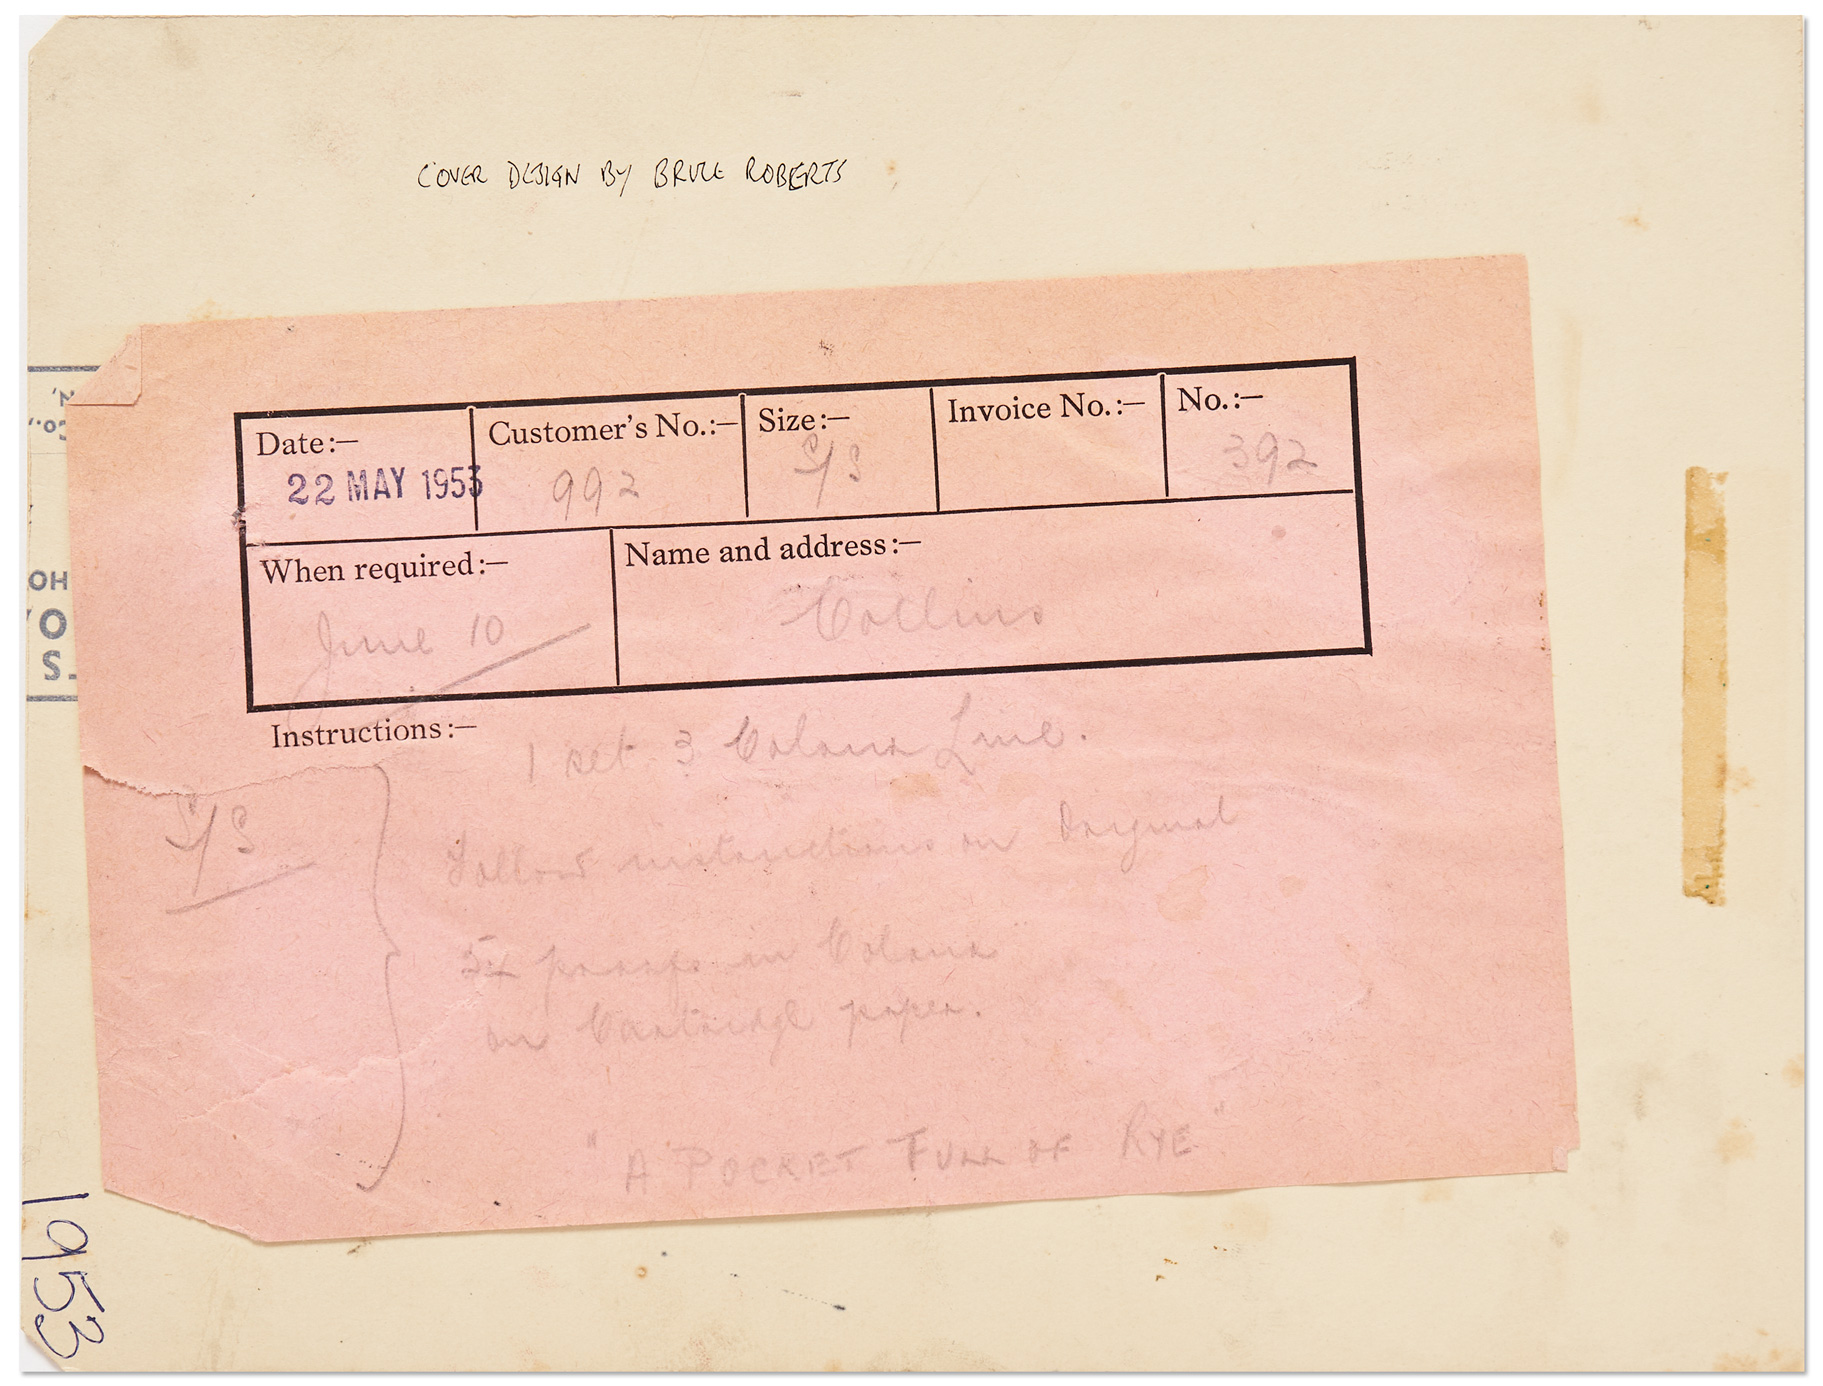 COVER DESIGN BY BRUCE ROBERTS
Date:— Customer's No.:— Size:— Invoice No.:— No.:—
22 MAY 1953 992 S/S 392
When required:— Name and address:—
June 10 Collins
Instructions:—
1 set 3 Colour Line.
S/S
Follow instructions on Original
proofs in Colour
on Cartridge paper.
"A POCKET FULL OF RYE"
N,
Co.,
OH
S.
1953